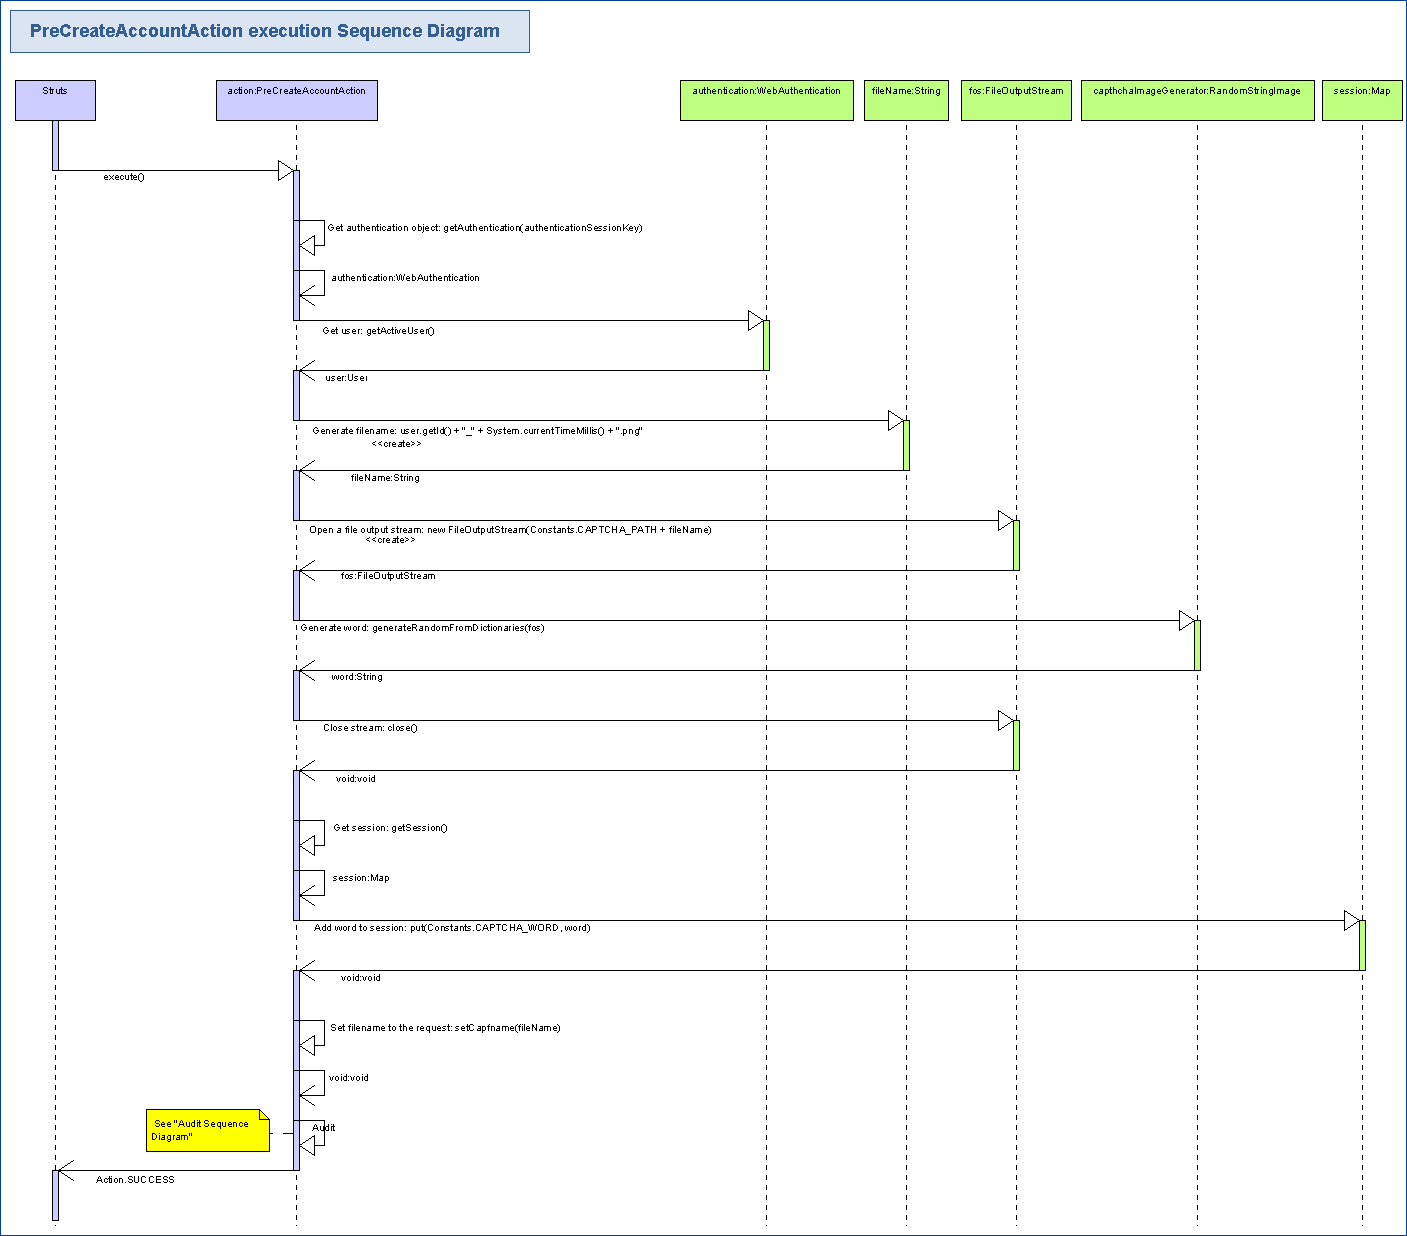 PreCreateAccountAction execution Sequence Diagram
Struts
action:PreCreateAccountAction
authentication:WebAuthentication
fileName:String
fos:FileOutputStream
capthchaImageGenerator:RandomStringImage
session:Map
execute()
Get authentication object: getAuthentication(authenticationSessionKey)
authentication:WebAuthentication
Get user: getActiveUser()
user:User
Generate filename: user.getId() + "_" + System.currentTimeMillis() + ".png"
<<create>>
fileName:String
Open a file output stream: new FileOutputStream(Constants.CAPTCHA_PATH + fileName)
<<create>>
fos:FileOutputStream
Generate word: generateRandomFromDictionaries(fos)
word:String
Close stream: close()
void:void
Get session: getSession()
session:Map
Add word to session: put(Constants.CAPTCHA_WORD, word)
void:void
Set filename to the request: setCapfname(fileName)
void:void
See "Audit Sequence
Diagram"
Audit
Action.SUCCESS